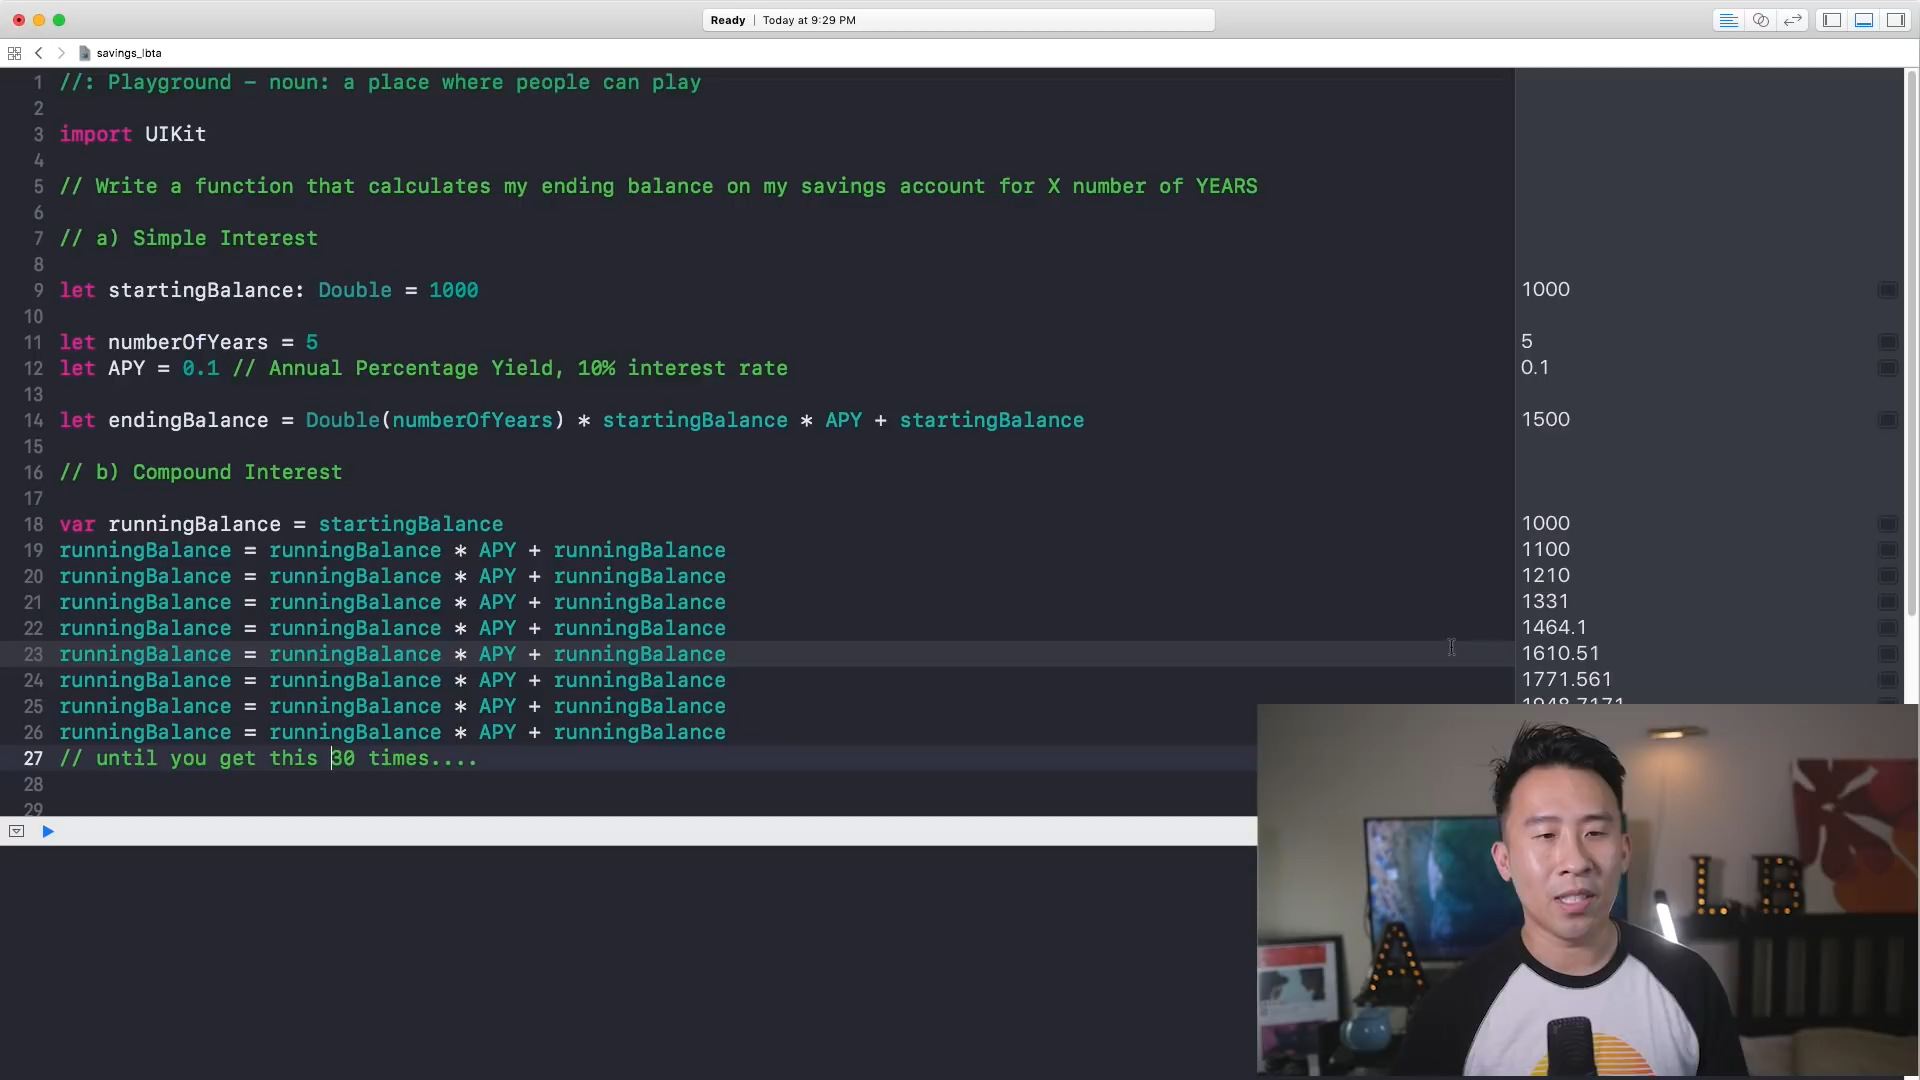 Ready | Today at 9:29 PM
savings_lbta
1 //: Playground - noun: a place where people can play
2
3 import UIKit
4
5 // Write a function that calculates my ending balance on my savings account for X number of YEARS
6
7 // a) Simple Interest
8
9 let startingBalance: Double = 1000 1000
10
11 let numberOfYears = 5 5
12 let APY = 0.1 // Annual Percentage Yield, 10% interest rate 0.1
13
14 let endingBalance = Double(numberOfYears) * startingBalance * APY + startingBalance 1500
15
16 // b) Compound Interest
17
18 var runningBalance = startingBalance 1000
19 runningBalance = runningBalance * APY + runningBalance 1100
20 runningBalance = runningBalance * APY + runningBalance 1210
21 runningBalance = runningBalance * APY + runningBalance 1331
22 runningBalance = runningBalance * APY + runningBalance 1464.1
23 runningBalance = runningBalance * APY + runningBalance 1610.51
24 runningBalance = runningBalance * APY + runningBalance 1771.561
25 runningBalance = runningBalance * APY + runningBalance 1948.7171
26 runningBalance = runningBalance * APY + runningBalance
27 // until you get this 30 times....
28
29
L B
A